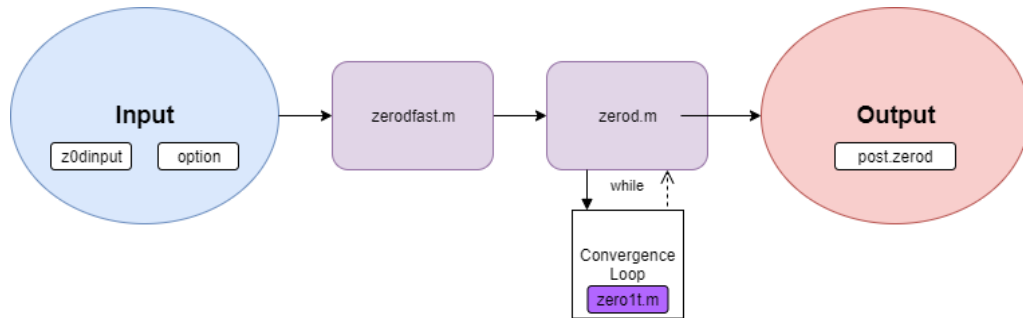 Input
z0dinput
option
zerodfast.m
zerod.m
while
Convergence
Loop
zero1t.m
Output
post.zerod